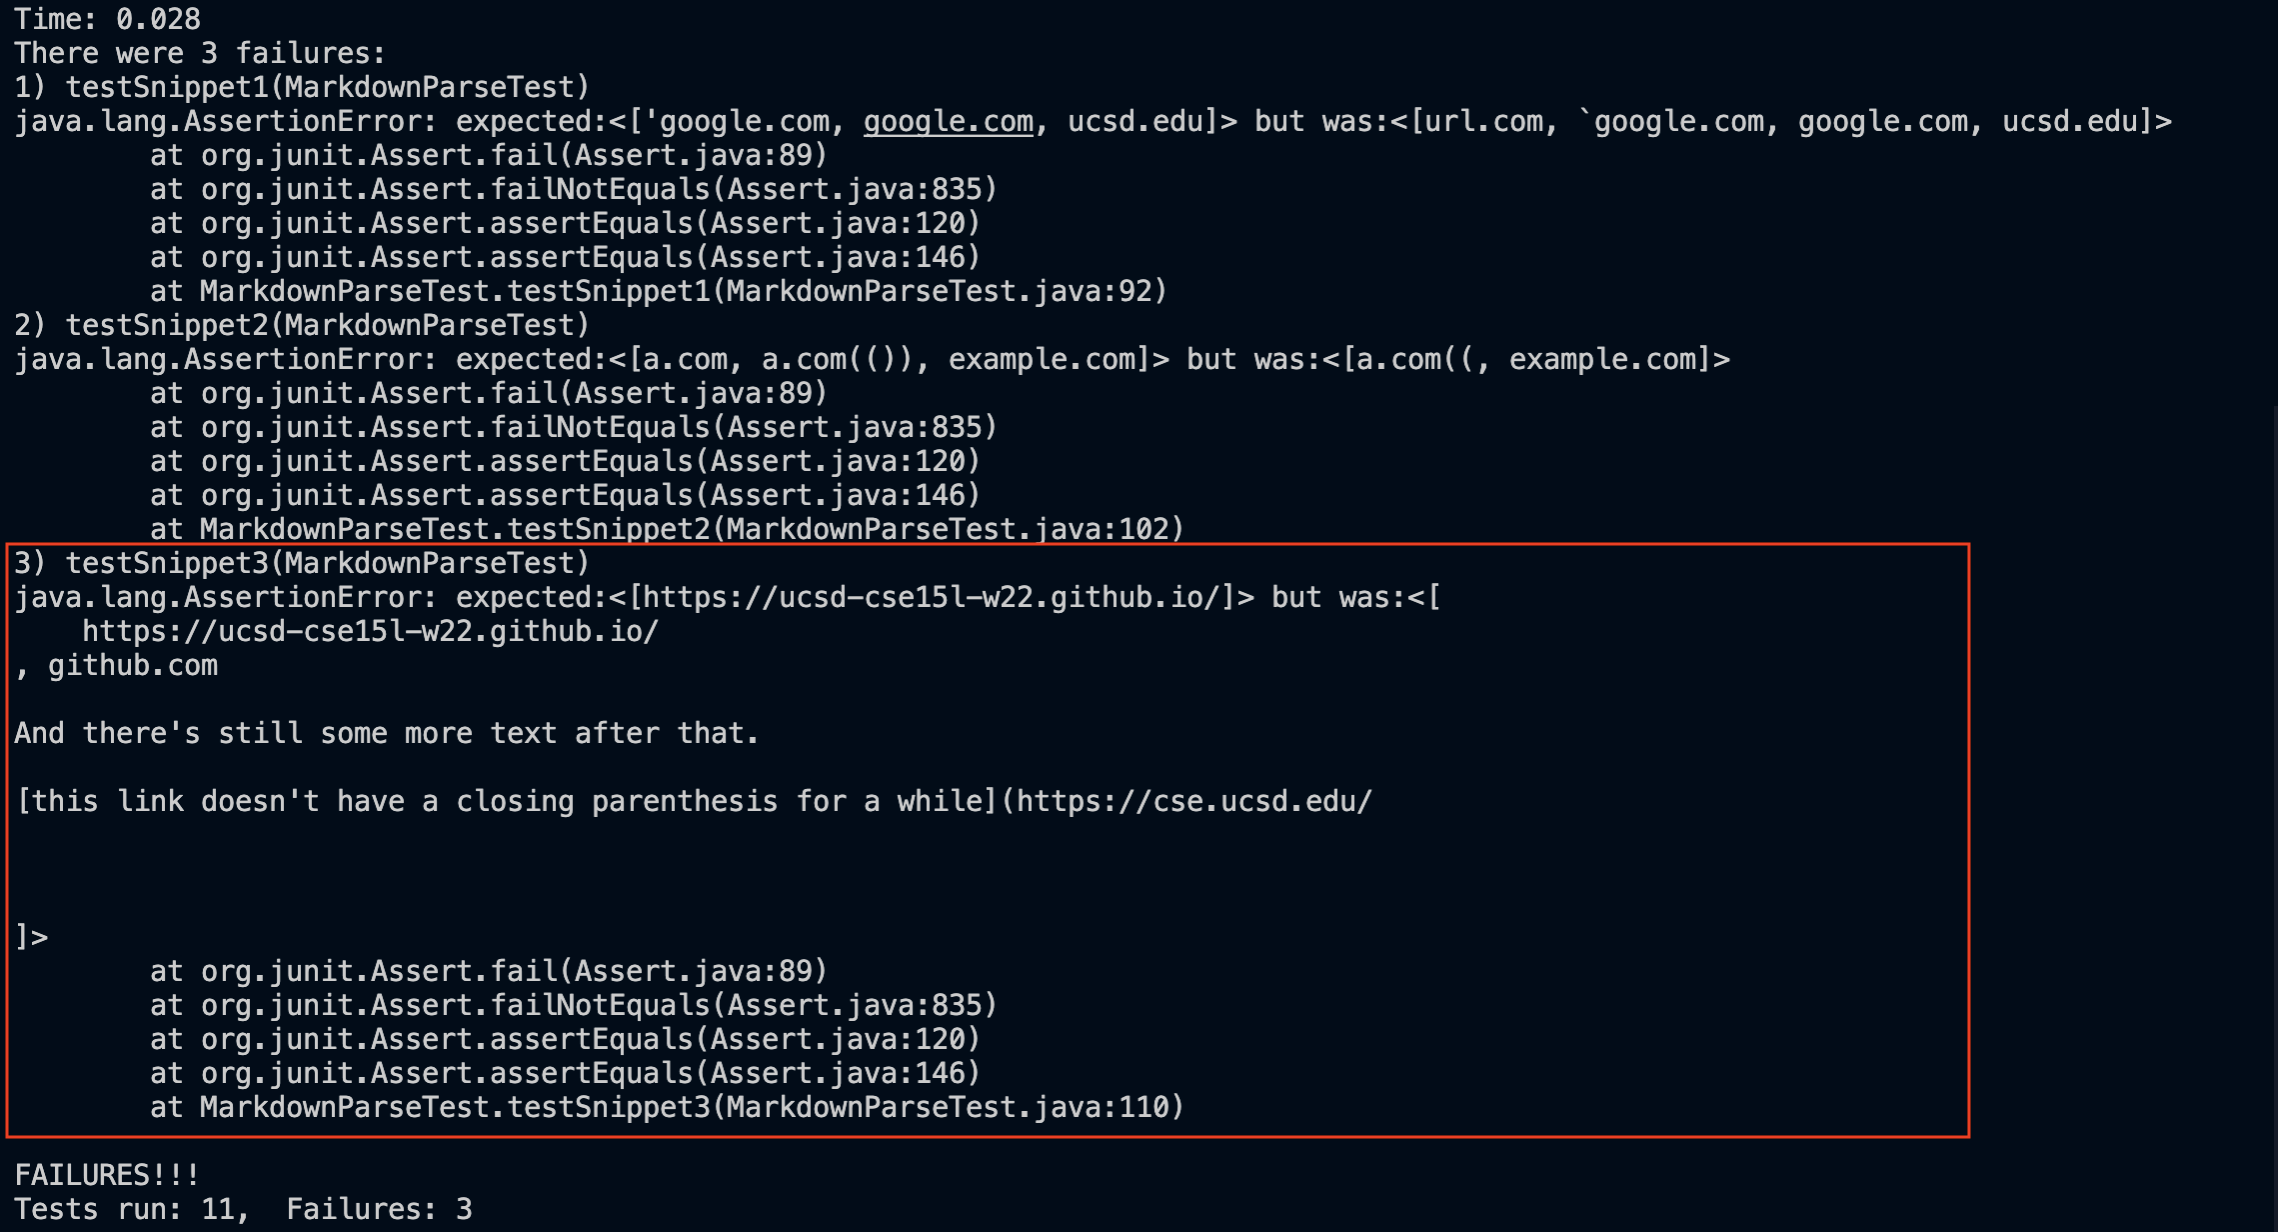 Time: 0.028
There were 3 failures:
1) testSnippet1(MarkdownParseTest)
java.lang.AssertionError: expected:<['google.com, google.com, ucsd.edu]> but was:<[url.com, `google.com, google.com, ucsd.edu]>
        at org.junit.Assert.fail(Assert.java:89)
        at org.junit.Assert.failNotEquals(Assert.java:835)
        at org.junit.Assert.assertEquals(Assert.java:120)
        at org.junit.Assert.assertEquals(Assert.java:146)
        at MarkdownParseTest.testSnippet1(MarkdownParseTest.java:92)
2) testSnippet2(MarkdownParseTest)
java.lang.AssertionError: expected:<[a.com, a.com(()), example.com]> but was:<[a.com((, example.com]>
        at org.junit.Assert.fail(Assert.java:89)
        at org.junit.Assert.failNotEquals(Assert.java:835)
        at org.junit.Assert.assertEquals(Assert.java:120)
        at org.junit.Assert.assertEquals(Assert.java:146)
        at MarkdownParseTest.testSnippet2(MarkdownParseTest.java:102)
3) testSnippet3(MarkdownParseTest)
java.lang.AssertionError: expected:<[https://ucsd-cse15l-w22.github.io/]> but was:<[
    https://ucsd-cse15l-w22.github.io/
, github.com

And there's still some more text after that.

[this link doesn't have a closing parenthesis for a while](https://cse.ucsd.edu/



]>
        at org.junit.Assert.fail(Assert.java:89)
        at org.junit.Assert.failNotEquals(Assert.java:835)
        at org.junit.Assert.assertEquals(Assert.java:120)
        at org.junit.Assert.assertEquals(Assert.java:146)
        at MarkdownParseTest.testSnippet3(MarkdownParseTest.java:110)

FAILURES!!!
Tests run: 11,  Failures: 3